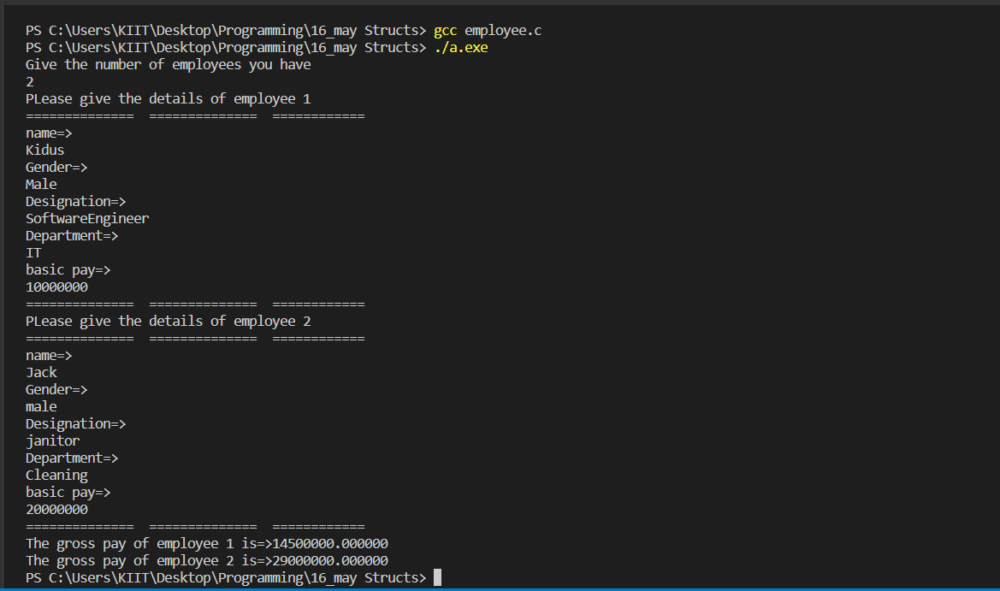 PS C:\Users\KIIT\Desktop\Programming\16_may Structs> gcc employee.c
PS C:\Users\KIIT\Desktop\Programming\16_may Structs> ./a.exe
Give the number of employees you have
2
PLease give the details of employee 1
==============  ==============  ============
name=>
Kidus
Gender=>
Male
Designation=>
SoftwareEngineer
Department=>
IT
basic pay=>
10000000
==============  ==============  ============
PLease give the details of employee 2
==============  ==============  ============
name=>
Jack
Gender=>
male
Designation=>
janitor
Department=>
Cleaning
basic pay=>
20000000
==============  ==============  ============
The gross pay of employee 1 is=>14500000.000000
The gross pay of employee 2 is=>29000000.000000
PS C:\Users\KIIT\Desktop\Programming\16_may Structs>